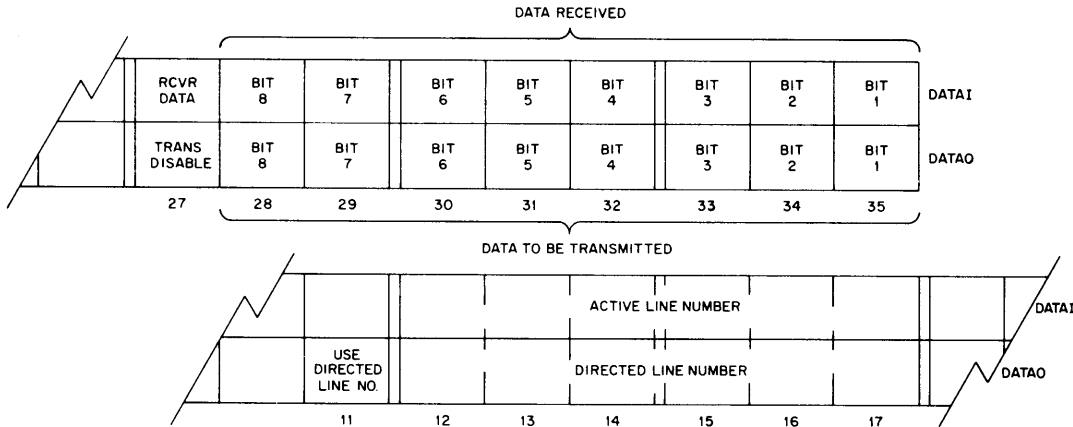 DATA RECEIVED
RCVR DATA BIT 8 BIT 7 BIT 6 BIT 5 BIT 4 BIT 3 BIT 2 BIT 1 DATAI
TRANS DISABLE BIT 8 BIT 7 BIT 6 BIT 5 BIT 4 BIT 3 BIT 2 BIT 1 DATAO
27 28 29 30 31 32 33 34 35
DATA TO BE TRANSMITTED
ACTIVE LINE NUMBER DATAI
USE DIRECTED LINE NO. DIRECTED LINE NUMBER DATAO
11 12 13 14 15 16 17